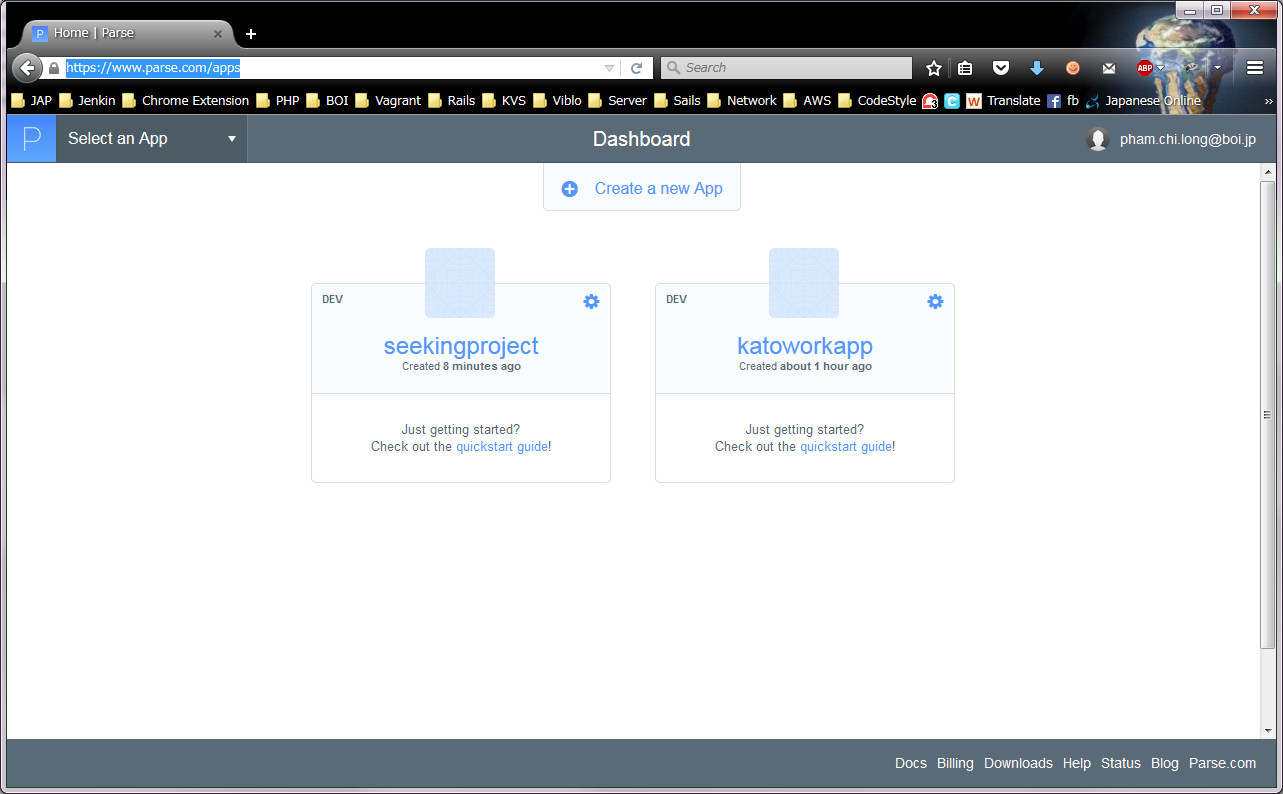 P Home | Parse
https://www.parse.com/apps Search ABP
JAP Jenkin Chrome Extension PHP BOI Vagrant Rails KVS Viblo Server Sails Network AWS CodeStyle 3 C W Translate f fb Japanese Online »
P Select an App Dashboard pham.chi.long@boi.jp
Create a new App
DEV
seekingproject
Created 8 minutes ago
Just getting started?
Check out the quickstart guide!
DEV
katoworkapp
Created about 1 hour ago
Just getting started?
Check out the quickstart guide!
Docs Billing Downloads Help Status Blog Parse.com